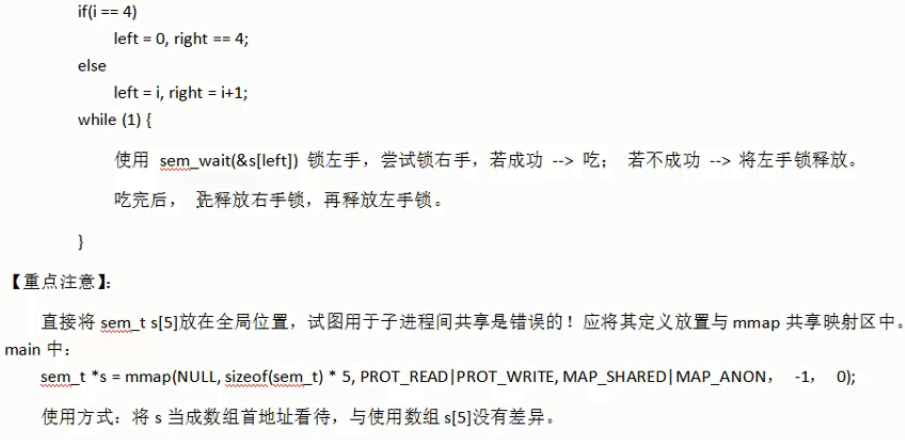 if(i == 4)
left = 0, right == 4;
else
left = i, right = i+1;
while (1) {
使用 sem_wait(&s[left]) 锁左手，尝试锁右手，若成功 --> 吃； 若不成功 --> 将左手锁释放。
吃完后， 先释放右手锁，再释放左手锁。
}
【重点注意】：
直接将 sem_t s[5]放在全局位置，试图用于子进程间共享是错误的！应将其定义放置与 mmap 共享映射区中。
main 中：
sem_t *s = mmap(NULL, sizeof(sem_t) * 5, PROT_READ|PROT_WRITE, MAP_SHARED|MAP_ANON， -1， 0);
使用方式：将 s 当成数组首地址看待，与使用数组 s[5]没有差异。